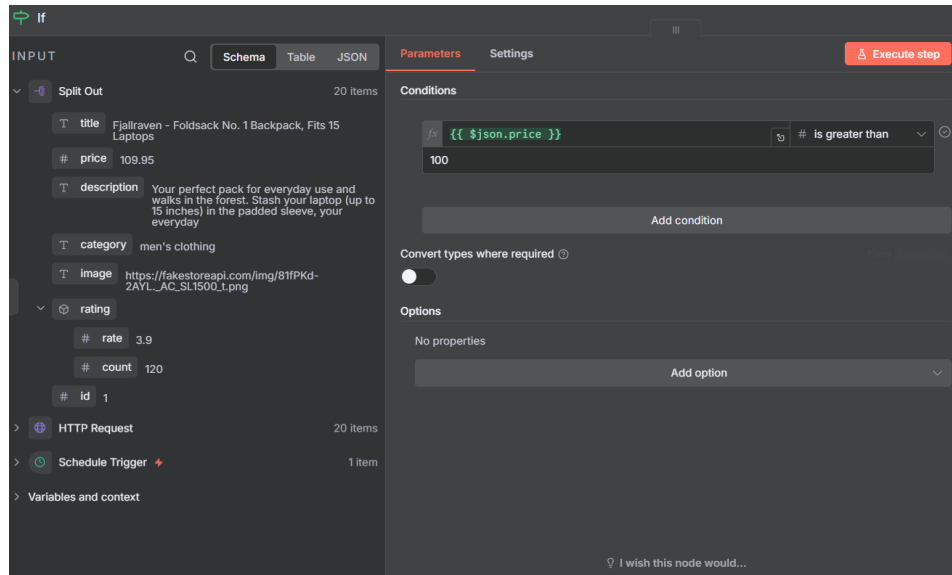 If
INPUT
Schema Table JSON
Split Out 20 items
T title Fjallraven - Foldsack No. 1 Backpack, Fits 15
Laptops
# price 109.95
T description Your perfect pack for everyday use and
walks in the forest. Stash your laptop (up to
15 inches) in the padded sleeve, your
everyday
T category men's clothing
T image https://fakestoreapi.com/img/81fPKd-
2AYL._AC_SL1500_t.png
rating
# rate 3.9
# count 120
# id 1
HTTP Request 20 items
Schedule Trigger 1 item
Variables and context
Parameters Settings
Execute step
Conditions
fx {{ $json.price }} # is greater than
100
Add condition
Convert types where required
Options
No properties
Add option
I wish this node would...